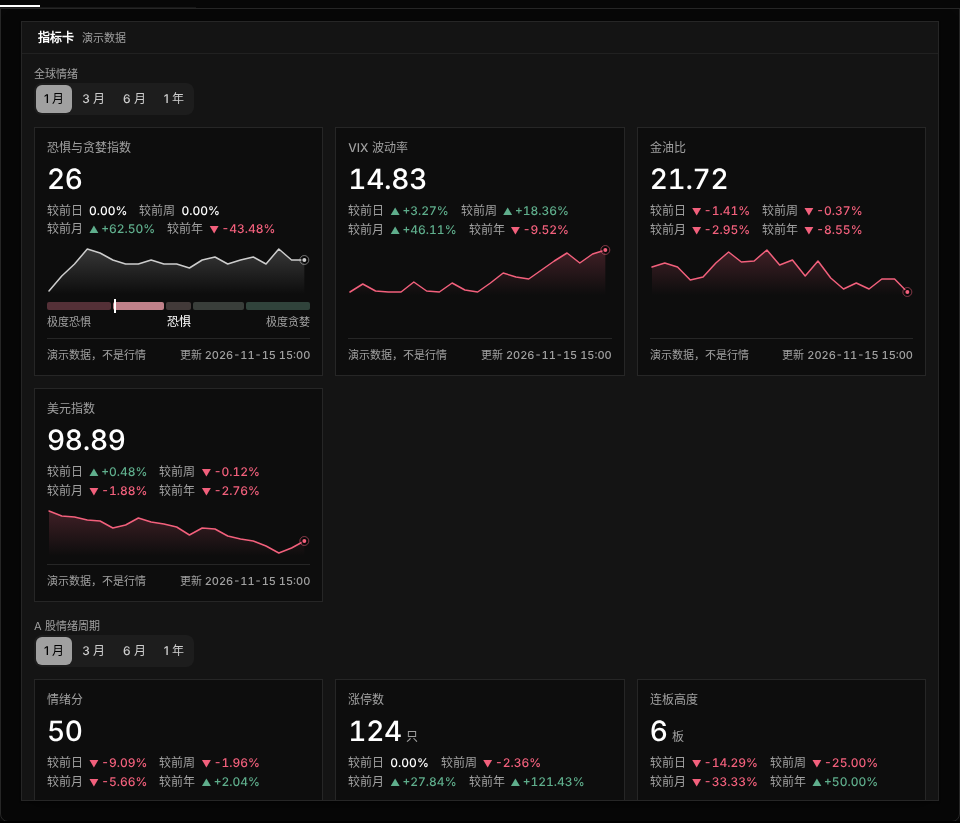 指标卡 演示数据
全球情绪
1月 3月 6月 1年
恐惧与贪婪指数
26
较前日 0.00% 较前周 0.00%
较前月 ▲+62.50% 较前年 ▼-43.48%
极度恐惧 恐惧 极度贪婪
演示数据，不是行情 更新 2026-11-15 15:00
VIX 波动率
14.83
较前日 ▲+3.27% 较前周 ▲+18.36%
较前月 ▲+46.11% 较前年 ▼-9.52%
演示数据，不是行情 更新 2026-11-15 15:00
金油比
21.72
较前日 ▼-1.41% 较前周 ▼-0.37%
较前月 ▼-2.95% 较前年 ▼-8.55%
演示数据，不是行情 更新 2026-11-15 15:00
美元指数
98.89
较前日 ▲+0.48% 较前周 ▼-0.12%
较前月 ▼-1.88% 较前年 ▼-2.76%
演示数据，不是行情 更新 2026-11-15 15:00
A 股情绪周期
1月 3月 6月 1年
情绪分
50
较前日 ▼-9.09% 较前周 ▼-1.96%
较前月 ▼-5.66% 较前年 ▲+2.04%
涨停数
124 只
较前日 0.00% 较前周 ▼-2.36%
较前月 ▲+27.84% 较前年 ▲+121.43%
连板高度
6 板
较前日 ▼-14.29% 较前周 ▼-25.00%
较前月 ▼-33.33% 较前年 ▲+50.00%